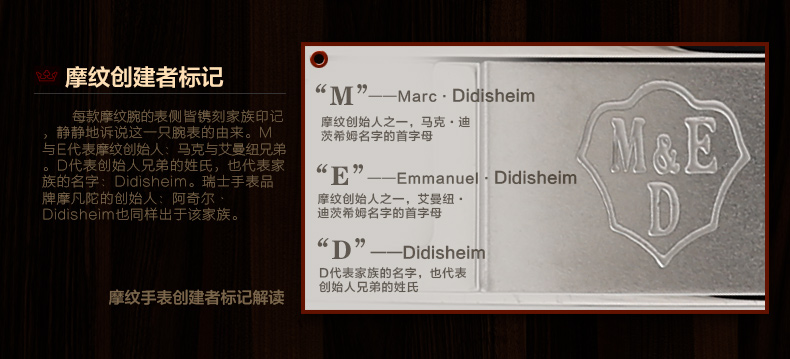 摩纹创建者标记
每款摩纹腕的表侧皆镌刻家族印记
，静静地诉说这一只腕表的由来。M
与E代表摩纹创始人：马克与艾曼纽兄弟
。D代表创始人兄弟的姓氏，也代表家
族的名字：Didisheim。瑞士手表品
牌摩凡陀的创始人：阿奇尔·
Didisheim也同样出于该家族。
摩纹手表创建者标记解读
“M”——Marc · Didisheim
摩纹创始人之一，马克·迪
茨希姆名字的首字母
“E”——Emmanuel · Didisheim
摩纹创始人之一，艾曼纽·
迪茨希姆名字的首字母
“D”——Didisheim
D代表家族的名字，也代表
创始人兄弟的姓氏
M&E
D